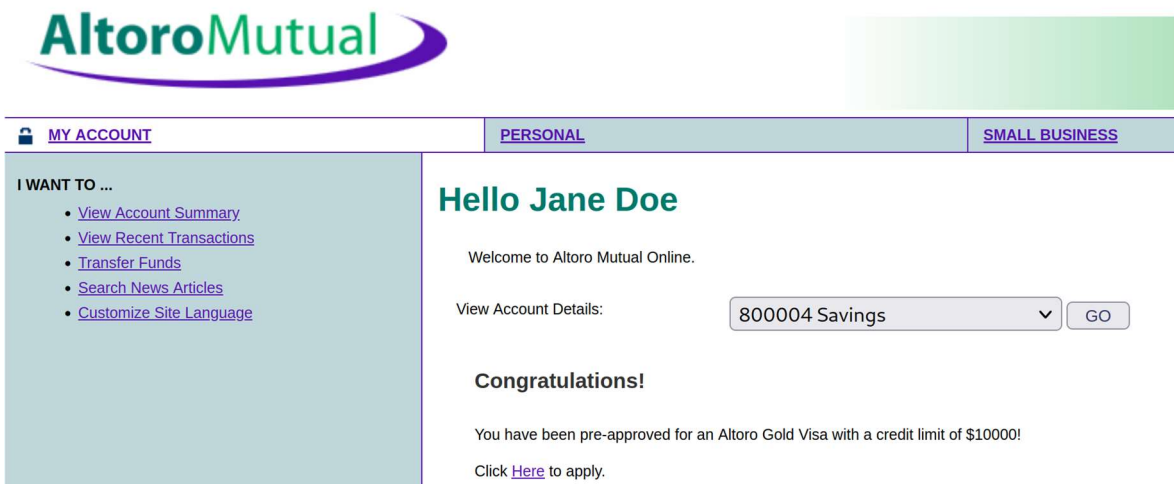 AltoroMutual
MY ACCOUNT
PERSONAL
SMALL BUSINESS
I WANT TO ...
View Account Summary
View Recent Transactions
Transfer Funds
Search News Articles
Customize Site Language
Hello Jane Doe
Welcome to Altoro Mutual Online.
View Account Details:
800004 Savings
GO
Congratulations!
You have been pre-approved for an Altoro Gold Visa with a credit limit of $10000!
Click Here to apply.